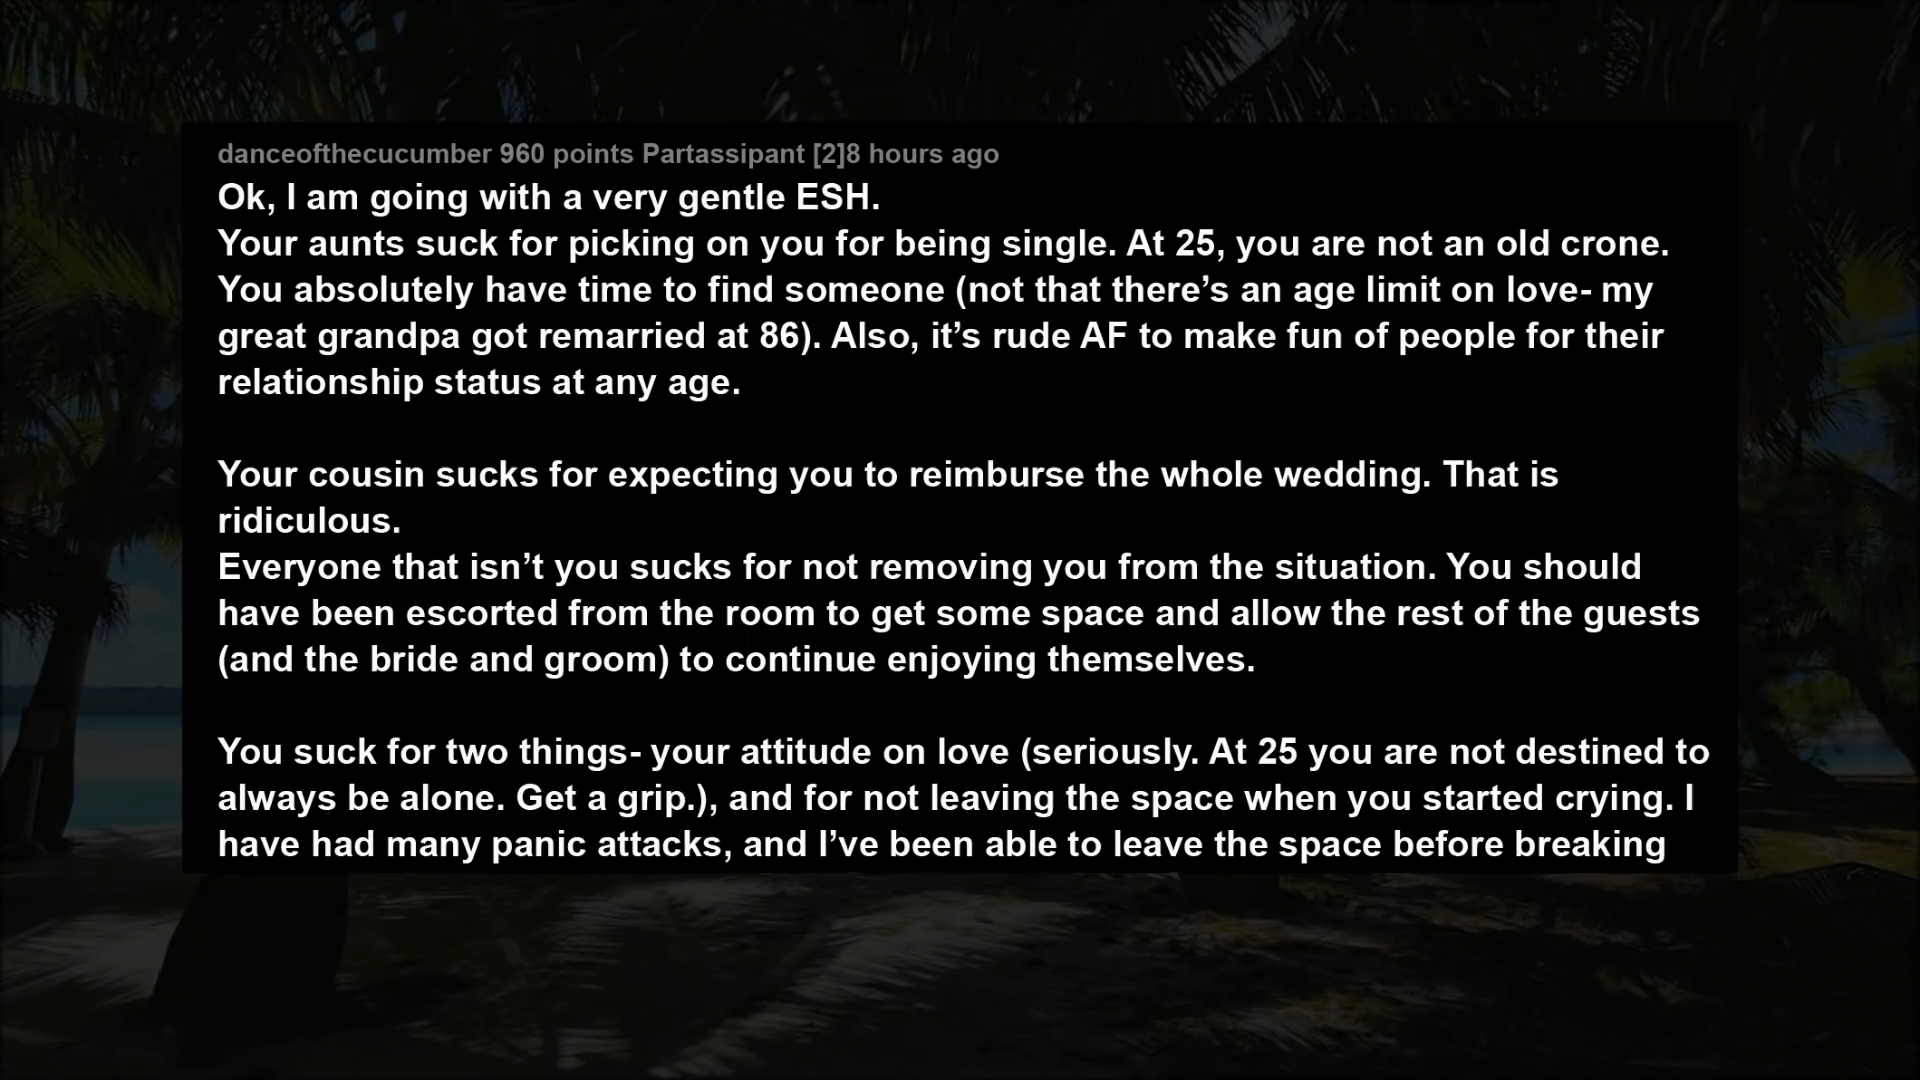 danceofthecucumber 960 points Partassipant [2]8 hours ago
Ok, I am going with a very gentle ESH.
Your aunts suck for picking on you for being single. At 25, you are not an old crone.
You absolutely have time to find someone (not that there’s an age limit on love- my
great grandpa got remarried at 86). Also, it’s rude AF to make fun of people for their
relationship status at any age.
Your cousin sucks for expecting you to reimburse the whole wedding. That is
ridiculous.
Everyone that isn’t you sucks for not removing you from the situation. You should
have been escorted from the room to get some space and allow the rest of the guests
(and the bride and groom) to continue enjoying themselves.
You suck for two things- your attitude on love (seriously. At 25 you are not destined to
always be alone. Get a grip.), and for not leaving the space when you started crying. I
have had many panic attacks, and I’ve been able to leave the space before breaking